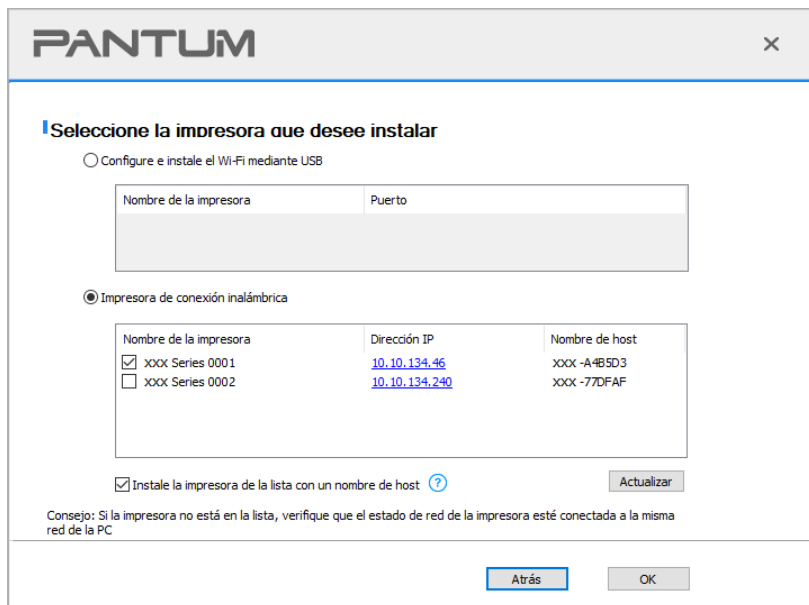 PANTUM
Seleccione la impresora que desee instalar
Configure e instale el Wi-Fi mediante USB
Nombre de la impresora Puerto
Impresora de conexión inalámbrica
Nombre de la impresora Dirección IP Nombre de host
XXX Series 0001 10.10.134.46 XXX -A4B5D3
XXX Series 0002 10.10.134.240 XXX -77DFAF
Instale la impresora de la lista con un nombre de host ? Actualizar
Consejo: Si la impresora no está en la lista, verifique que el estado de red de la impresora esté conectada a la misma
red de la PC
Atrás OK